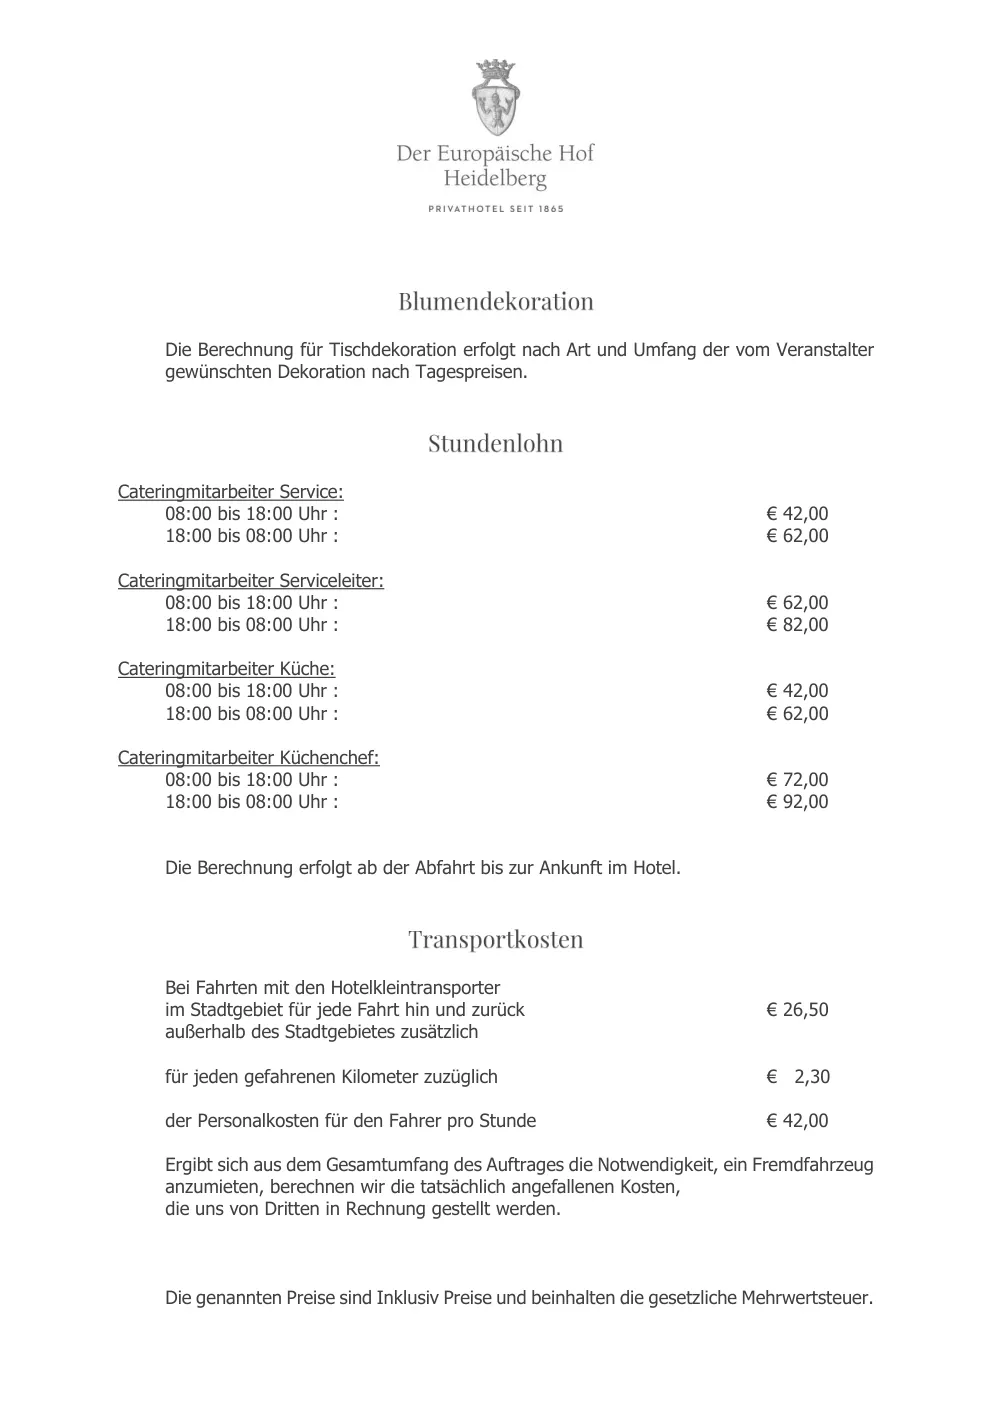 Der Europäische Hof
Heidelberg
PRIVATHOTEL SEIT 1865
Blumendekoration
Die Berechnung für Tischdekoration erfolgt nach Art und Umfang der vom Veranstalter
gewünschten Dekoration nach Tagespreisen.
Stundenlohn
Cateringmitarbeiter Service:
08:00 bis 18:00 Uhr : € 42,00
18:00 bis 08:00 Uhr : € 62,00
Cateringmitarbeiter Serviceleiter:
08:00 bis 18:00 Uhr : € 62,00
18:00 bis 08:00 Uhr : € 82,00
Cateringmitarbeiter Küche:
08:00 bis 18:00 Uhr : € 42,00
18:00 bis 08:00 Uhr : € 62,00
Cateringmitarbeiter Küchenchef:
08:00 bis 18:00 Uhr : € 72,00
18:00 bis 08:00 Uhr : € 92,00
Die Berechnung erfolgt ab der Abfahrt bis zur Ankunft im Hotel.
Transportkosten
Bei Fahrten mit den Hotelkleintransporter
im Stadtgebiet für jede Fahrt hin und zurück € 26,50
außerhalb des Stadtgebietes zusätzlich
für jeden gefahrenen Kilometer zuzüglich € 2,30
der Personalkosten für den Fahrer pro Stunde € 42,00
Ergibt sich aus dem Gesamtumfang des Auftrages die Notwendigkeit, ein Fremdfahrzeug
anzumieten, berechnen wir die tatsächlich angefallenen Kosten,
die uns von Dritten in Rechnung gestellt werden.
Die genannten Preise sind Inklusiv Preise und beinhalten die gesetzliche Mehrwertsteuer.